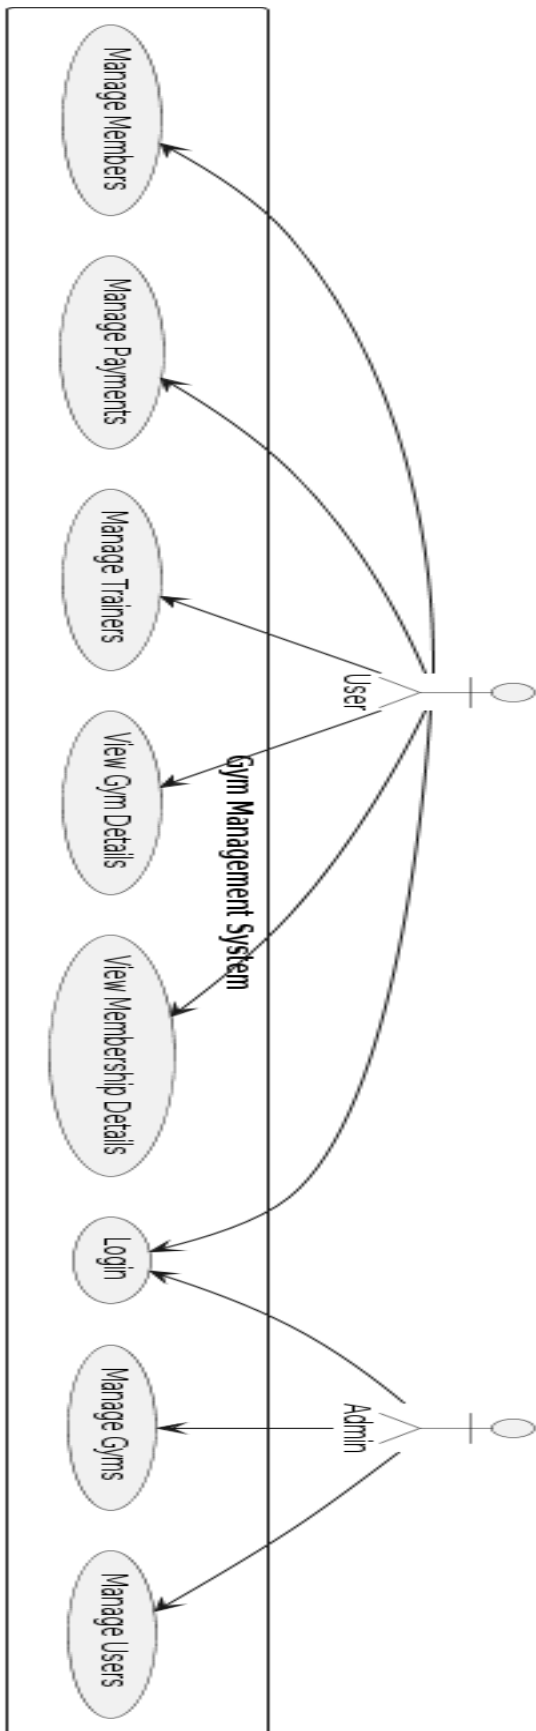 User
Admin
Gym Management System
Manage Members
Manage Payments
Manage Trainers
View Gym Details
View Membership Details
Login
Manage Gyms
Manage Users